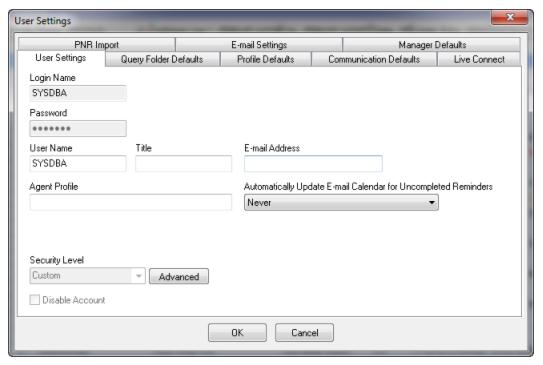 User Settings
PNR Import E-mail Settings Manager Defaults
User Settings Query Folder Defaults Profile Defaults Communication Defaults Live Connect
Login Name
SYSDBA
Password
•••••••
User Name Title E-mail Address
SYSDBA
Agent Profile Automatically Update E-mail Calendar for Uncompleted Reminders
Never
Security Level
Custom Advanced
Disable Account
OK Cancel